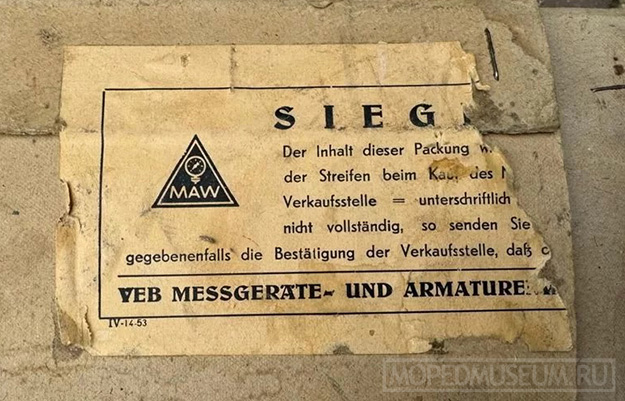 SIEG
Der Inhalt dieser Packung w
der Streifen beim Kauf des
MAW
Verkaufsstelle = unterschriftlich
nicht vollständig, so senden Sie
gegebenenfalls die Bestätigung der Verkaufsstelle, daß
VEB MESSGERÄTE- UND ARMATURE
IV-14-53
MOPEDMUSEUM.RU